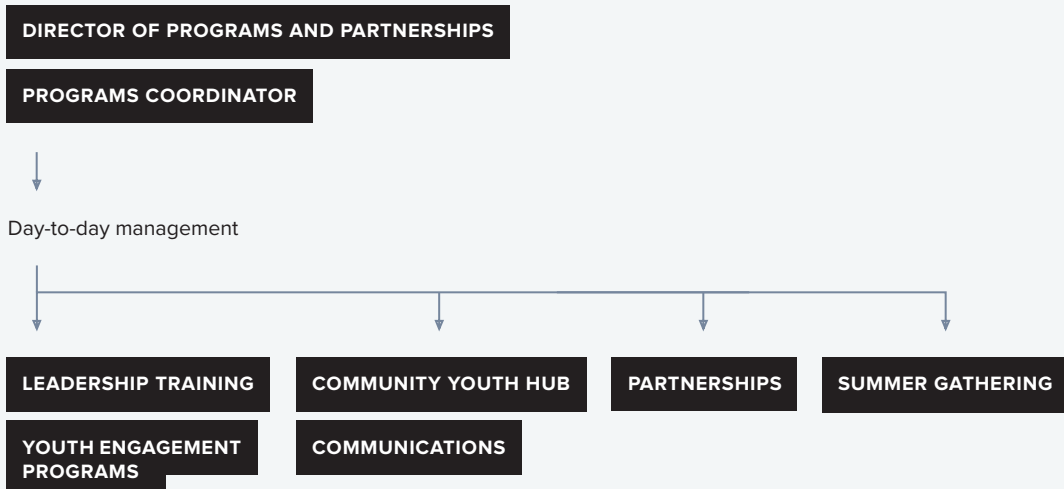 DIRECTOR OF PROGRAMS AND PARTNERSHIPS
PROGRAMS COORDINATOR
Day-to-day management
LEADERSHIP TRAINING
YOUTH ENGAGEMENT
PROGRAMS
COMMUNITY YOUTH HUB
COMMUNICATIONS
PARTNERSHIPS
SUMMER GATHERING